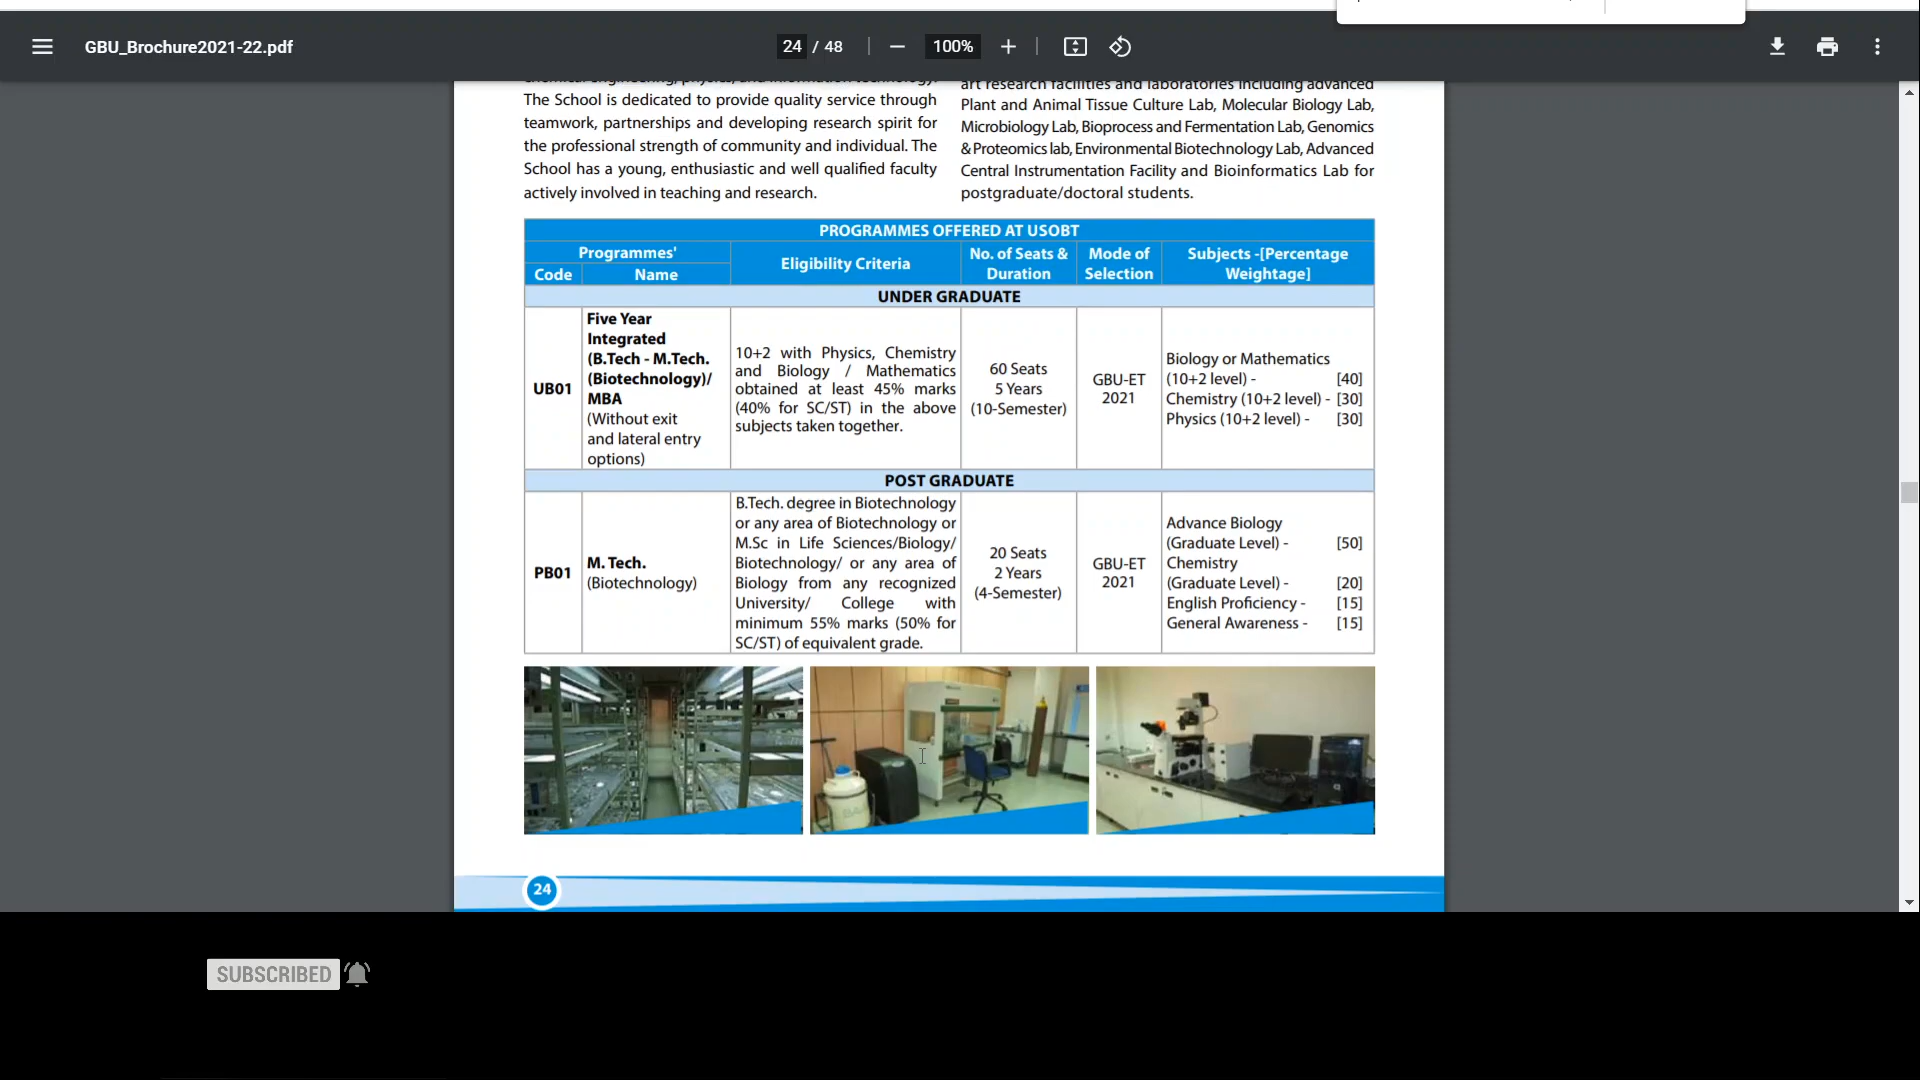 GBU_Brochure2021-22.pdf
24 / 48
100%
chemical engineering, physics, and information technology.
The School is dedicated to provide quality service through
teamwork, partnerships and developing research spirit for
the professional strength of community and individual. The
School has a young, enthusiastic and well qualified faculty
actively involved in teaching and research.
art research facilities and laboratories including advanced
Plant and Animal Tissue Culture Lab, Molecular Biology Lab,
Microbiology Lab, Bioprocess and Fermentation Lab, Genomics
& Proteomics lab, Environmental Biotechnology Lab, Advanced
Central Instrumentation Facility and Bioinformatics Lab for
postgraduate/doctoral students.
PROGRAMMES OFFERED AT USOBT
Programmes'
Code
Name
Eligibility Criteria
No. of Seats &
Duration
Mode of
Selection
Subjects -[Percentage
Weightage]
UNDER GRADUATE
UB01
Five Year
Integrated
(B.Tech - M.Tech.
(Biotechnology)/
MBA
(Without exit
and lateral entry
options)
10+2 with Physics, Chemistry
and Biology / Mathematics
obtained at least 45% marks
(40% for SC/ST) in the above
subjects taken together.
60 Seats
5 Years
(10-Semester)
GBU-ET
2021
Biology or Mathematics
(10+2 level) - [40]
Chemistry (10+2 level) - [30]
Physics (10+2 level) - [30]
POST GRADUATE
PB01
M. Tech.
(Biotechnology)
B.Tech. degree in Biotechnology
or any area of Biotechnology or
M.Sc in Life Sciences/Biology/
Biotechnology/ or any area of
Biology from any recognized
University/ College with
minimum 55% marks (50% for
SC/ST) of equivalent grade.
20 Seats
2 Years
(4-Semester)
GBU-ET
2021
Advance Biology
(Graduate Level) - [50]
Chemistry
(Graduate Level) - [20]
English Proficiency - [15]
General Awareness - [15]
24
SUBSCRIBED